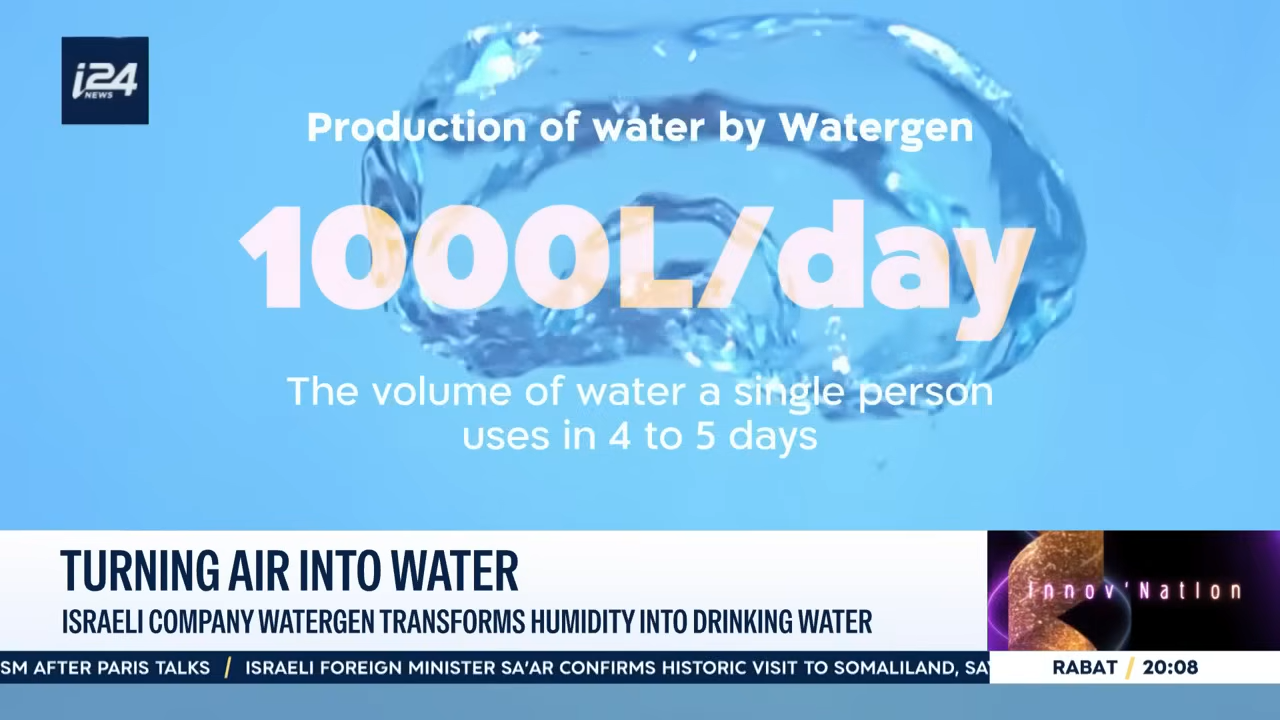 i24
NEWS
Production of water by Watergen
1000L/day
The volume of water a single person
uses in 4 to 5 days
TURNING AIR INTO WATER
ISRAELI COMPANY WATERGEN TRANSFORMS HUMIDITY INTO DRINKING WATER
Innov'Nation
SM AFTER PARIS TALKS / ISRAELI FOREIGN MINISTER SA'AR CONFIRMS HISTORIC VISIT TO SOMALILAND, SAY
RABAT / 20:08